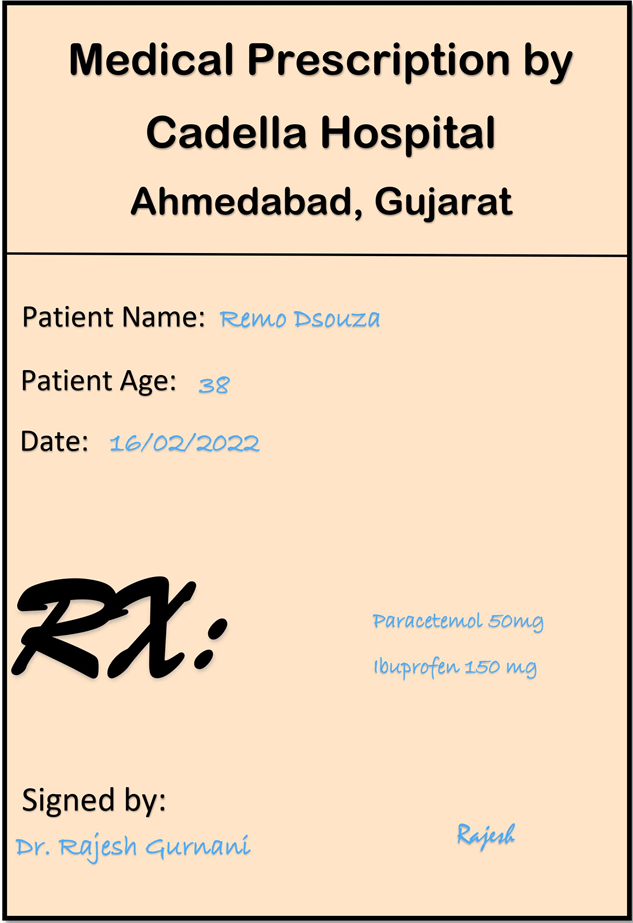 Medical Prescription by
Cadella Hospital
Ahmedabad, Gujarat
Patient Name: Remo Dsouza
Patient Age: 38
Date: 16/02/2022
RX:
Paracetemol 50mg
Ibuprofen 150 mg
Signed by:
Dr. Rajesh Gurnani
Rajesh